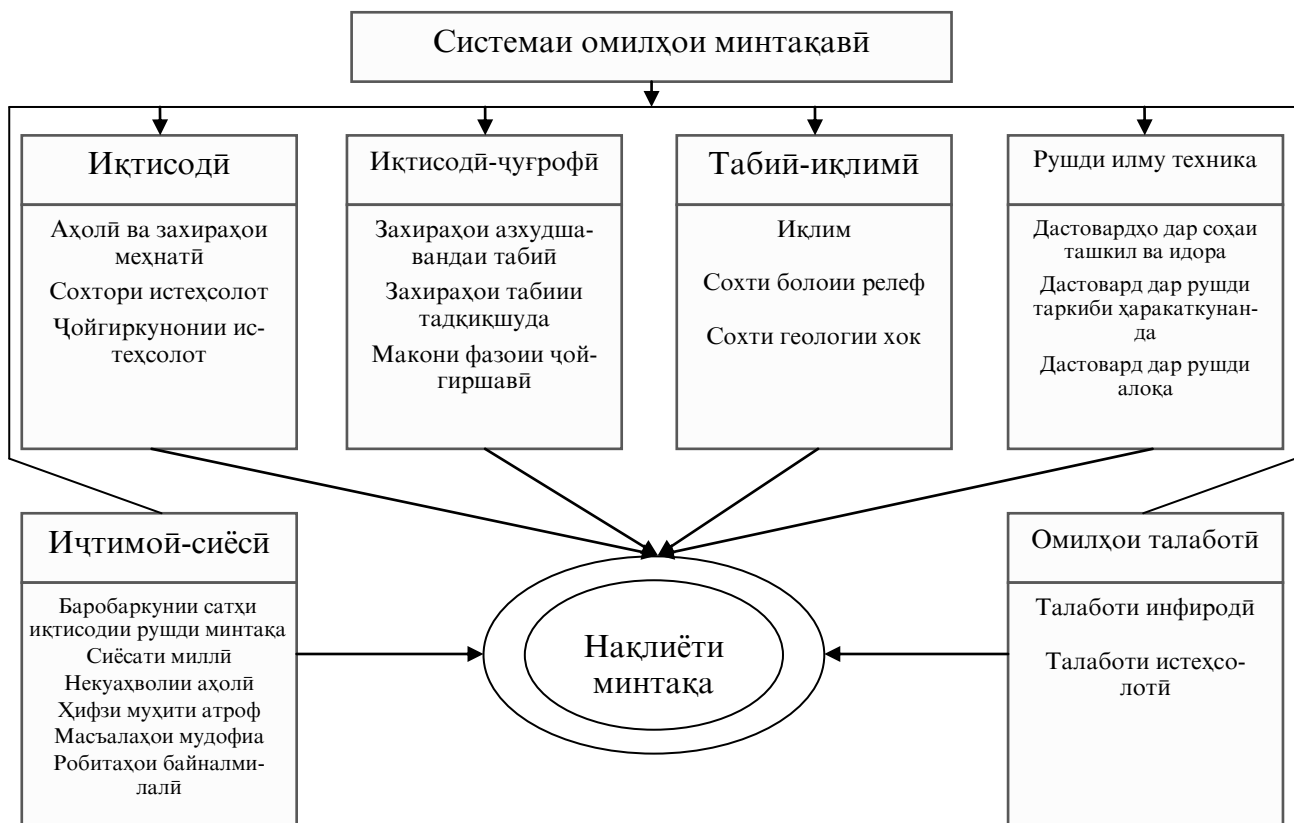 Системаи омилҳои минтақавӣ
Иқтисодӣ
Аҳолӣ ва захираҳои
меҳнатӣ
Сохтори истеҳсолот
Ҷойгиркунонии ис-
теҳсолот
Иқтисодӣ-ҷуғрофӣ
Захираҳои азхудша-
вандаи табиӣ
Захираҳои табиии
тадқиқшуда
Макони фазоии ҷой-
гиршавӣ
Табиӣ-иқлимӣ
Иқлим
Сохти болоии релеф
Сохти геологии хок
Рушди илму техника
Дастовардҳо дар соҳаи
ташкил ва идора
Дастовард дар рушди
таркиби ҳаракаткунан-
да
Дастовард дар рушди
алоқа
Иҷтимоӣ-сиёсӣ
Баробаркунии сатҳи
иқтисодии рушди минтақа
Сиёсати миллӣ
Некуаҳволии аҳолӣ
Ҳифзи муҳити атроф
Масъалаҳои мудофиа
Робитаҳои байналми-
лалӣ
Нақлиёти
минтақа
Омилҳои талаботӣ
Талаботи инфиродӣ
Талаботи истеҳсо-
лотӣ